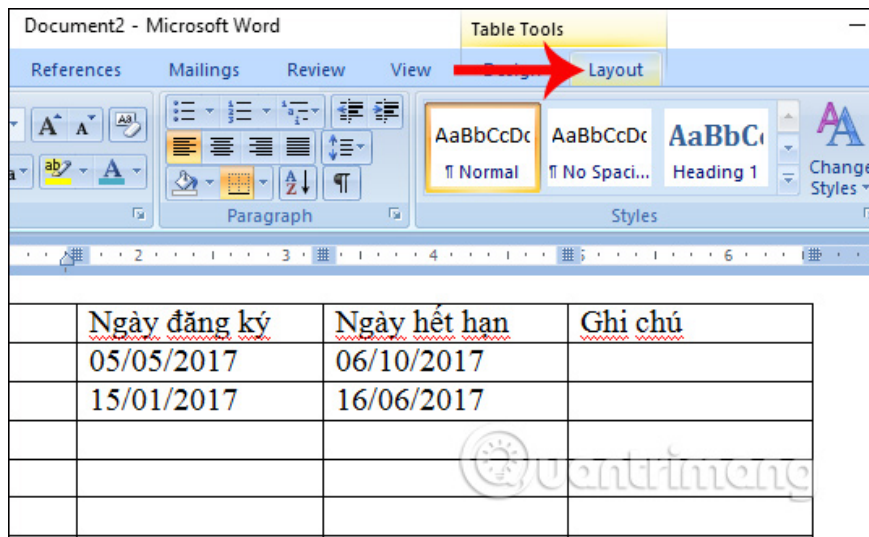 Document2 - Microsoft Word
Table Tools
References Mailings Review View Design Layout
AaBbCcDc AaBbCcDc AaBbC
¶ Normal ¶ No Spaci... Heading 1
Change
Styles
Paragraph Styles
2 3 4 5 6
Ngày đăng ký Ngày hết hạn Ghi chú
05/05/2017 06/10/2017
15/01/2017 16/06/2017
Quantrimang